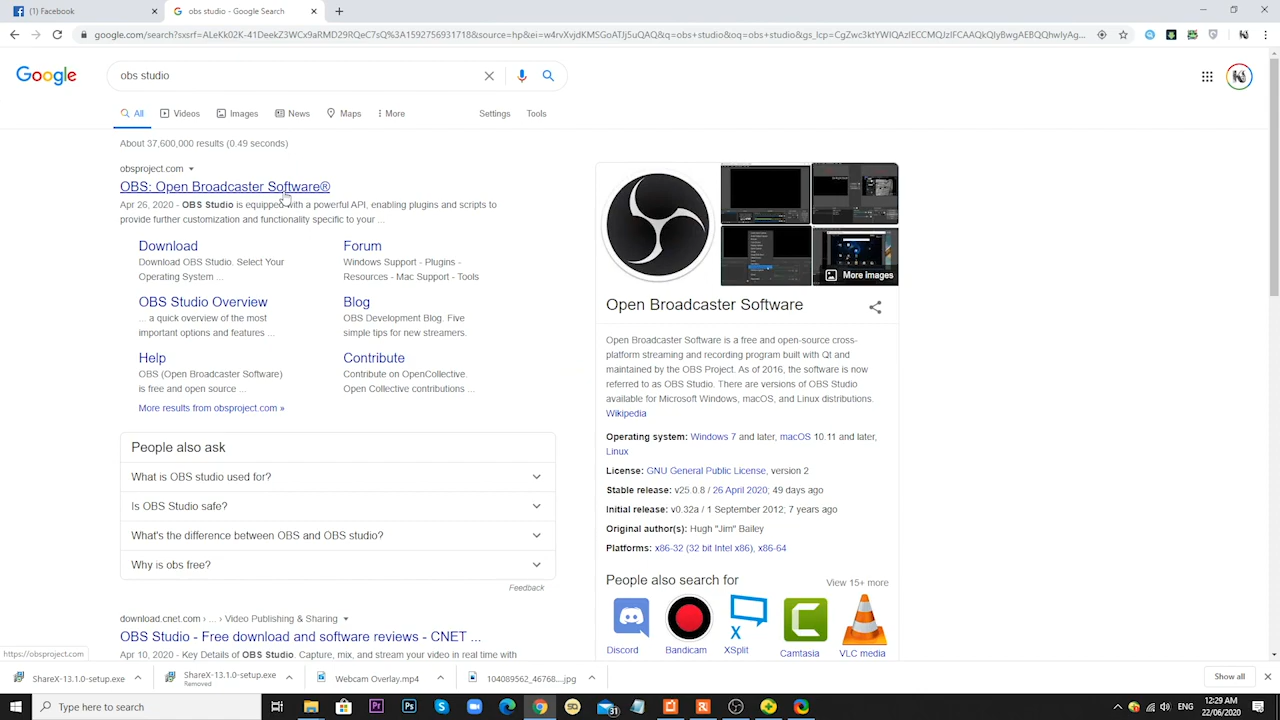 (1) Facebook
obs studio - Google Search
google.com/search?sxsrf=ALeKk02K-41DeekZ3WCx9aRMD29RQeC7sQ%3A1592756931718&source=hp&ei=w4rvXvjdKMSGoATJj5uQAQ&q=obs+studio&oq=obs+studio&gs_lcp=CgZwc3ktYWIQAzIECCMQJzIFCAAQkQIyBwgAEBQQhwIyAg...
Google
obs studio
All
Videos
Images
News
Maps
More
Settings
Tools
About 37,600,000 results (0.49 seconds)
obsproject.com
OBS: Open Broadcaster Software®
Apr 26, 2020 - OBS Studio is equipped with a powerful API, enabling plugins and scripts to
provide further customization and functionality specific to your ...
Download
Download OBS Studio. Select Your
Operating System ...
Forum
Windows Support - Plugins -
Resources - Mac Support - Tools
OBS Studio Overview
... a quick overview of the most
important options and features ...
Blog
OBS Development Blog. Five
simple tips for new streamers.
Help
OBS (Open Broadcaster Software)
is free and open source ...
Contribute
Contribute on OpenCollective.
Open Collective contributions ...
More results from obsproject.com »
People also ask
What is OBS studio used for?
Is OBS Studio safe?
What's the difference between OBS and OBS studio?
Why is obs free?
Feedback
download.cnet.com › ... › Video Publishing & Sharing
OBS Studio - Free download and software reviews - CNET ...
Apr 10, 2020 - Key Details of OBS Studio. Capture, mix, and stream your video in real time with
More images
Open Broadcaster Software
Open Broadcaster Software is a free and open-source cross-
platform streaming and recording program built with Qt and
maintained by the OBS Project. As of 2016, the software is now
referred to as OBS Studio. There are versions of OBS Studio
available for Microsoft Windows, macOS, and Linux distributions.
Wikipedia
Operating system: Windows 7 and later, macOS 10.11 and later,
Linux
License: GNU General Public License, version 2
Stable release: v25.0.8 / 26 April 2020; 49 days ago
Initial release: v0.32a / 1 September 2012; 7 years ago
Original author(s): Hugh "Jim" Bailey
Platforms: x86-32 (32 bit Intel x86), x86-64
People also search for
View 15+ more
Discord
Bandicam
XSplit
Camtasia
VLC media
https://obsproject.com
ShareX-13.1.0-setup.exe
ShareX-13.1.0-setup.exe
Removed
Webcam Overlay.mp4
104089562_46768....jpg
Show all
Type here to search
12:29 AM
22/06/2020